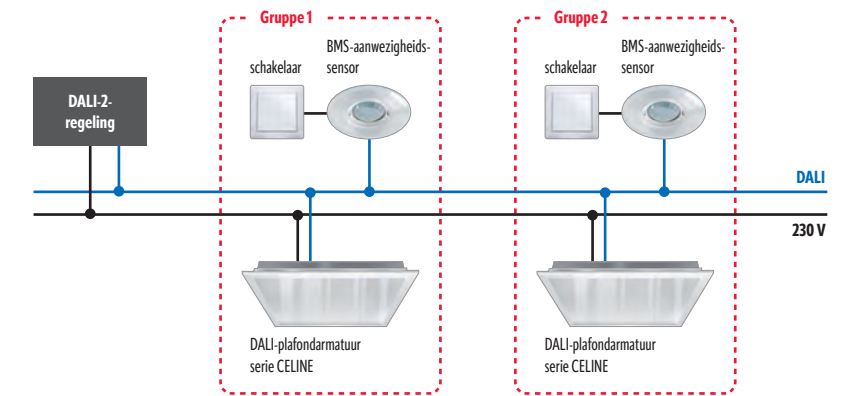 Gruppe 1
BMS-aanwezigheids-
sensor
schakelaar
Gruppe 2
BMS-aanwezigheids-
sensor
schakelaar
DALI-2-
regeling
DALI
230 V
DALI-plafondarmatuur
serie CELINE
DALI-plafondarmatuur
serie CELINE